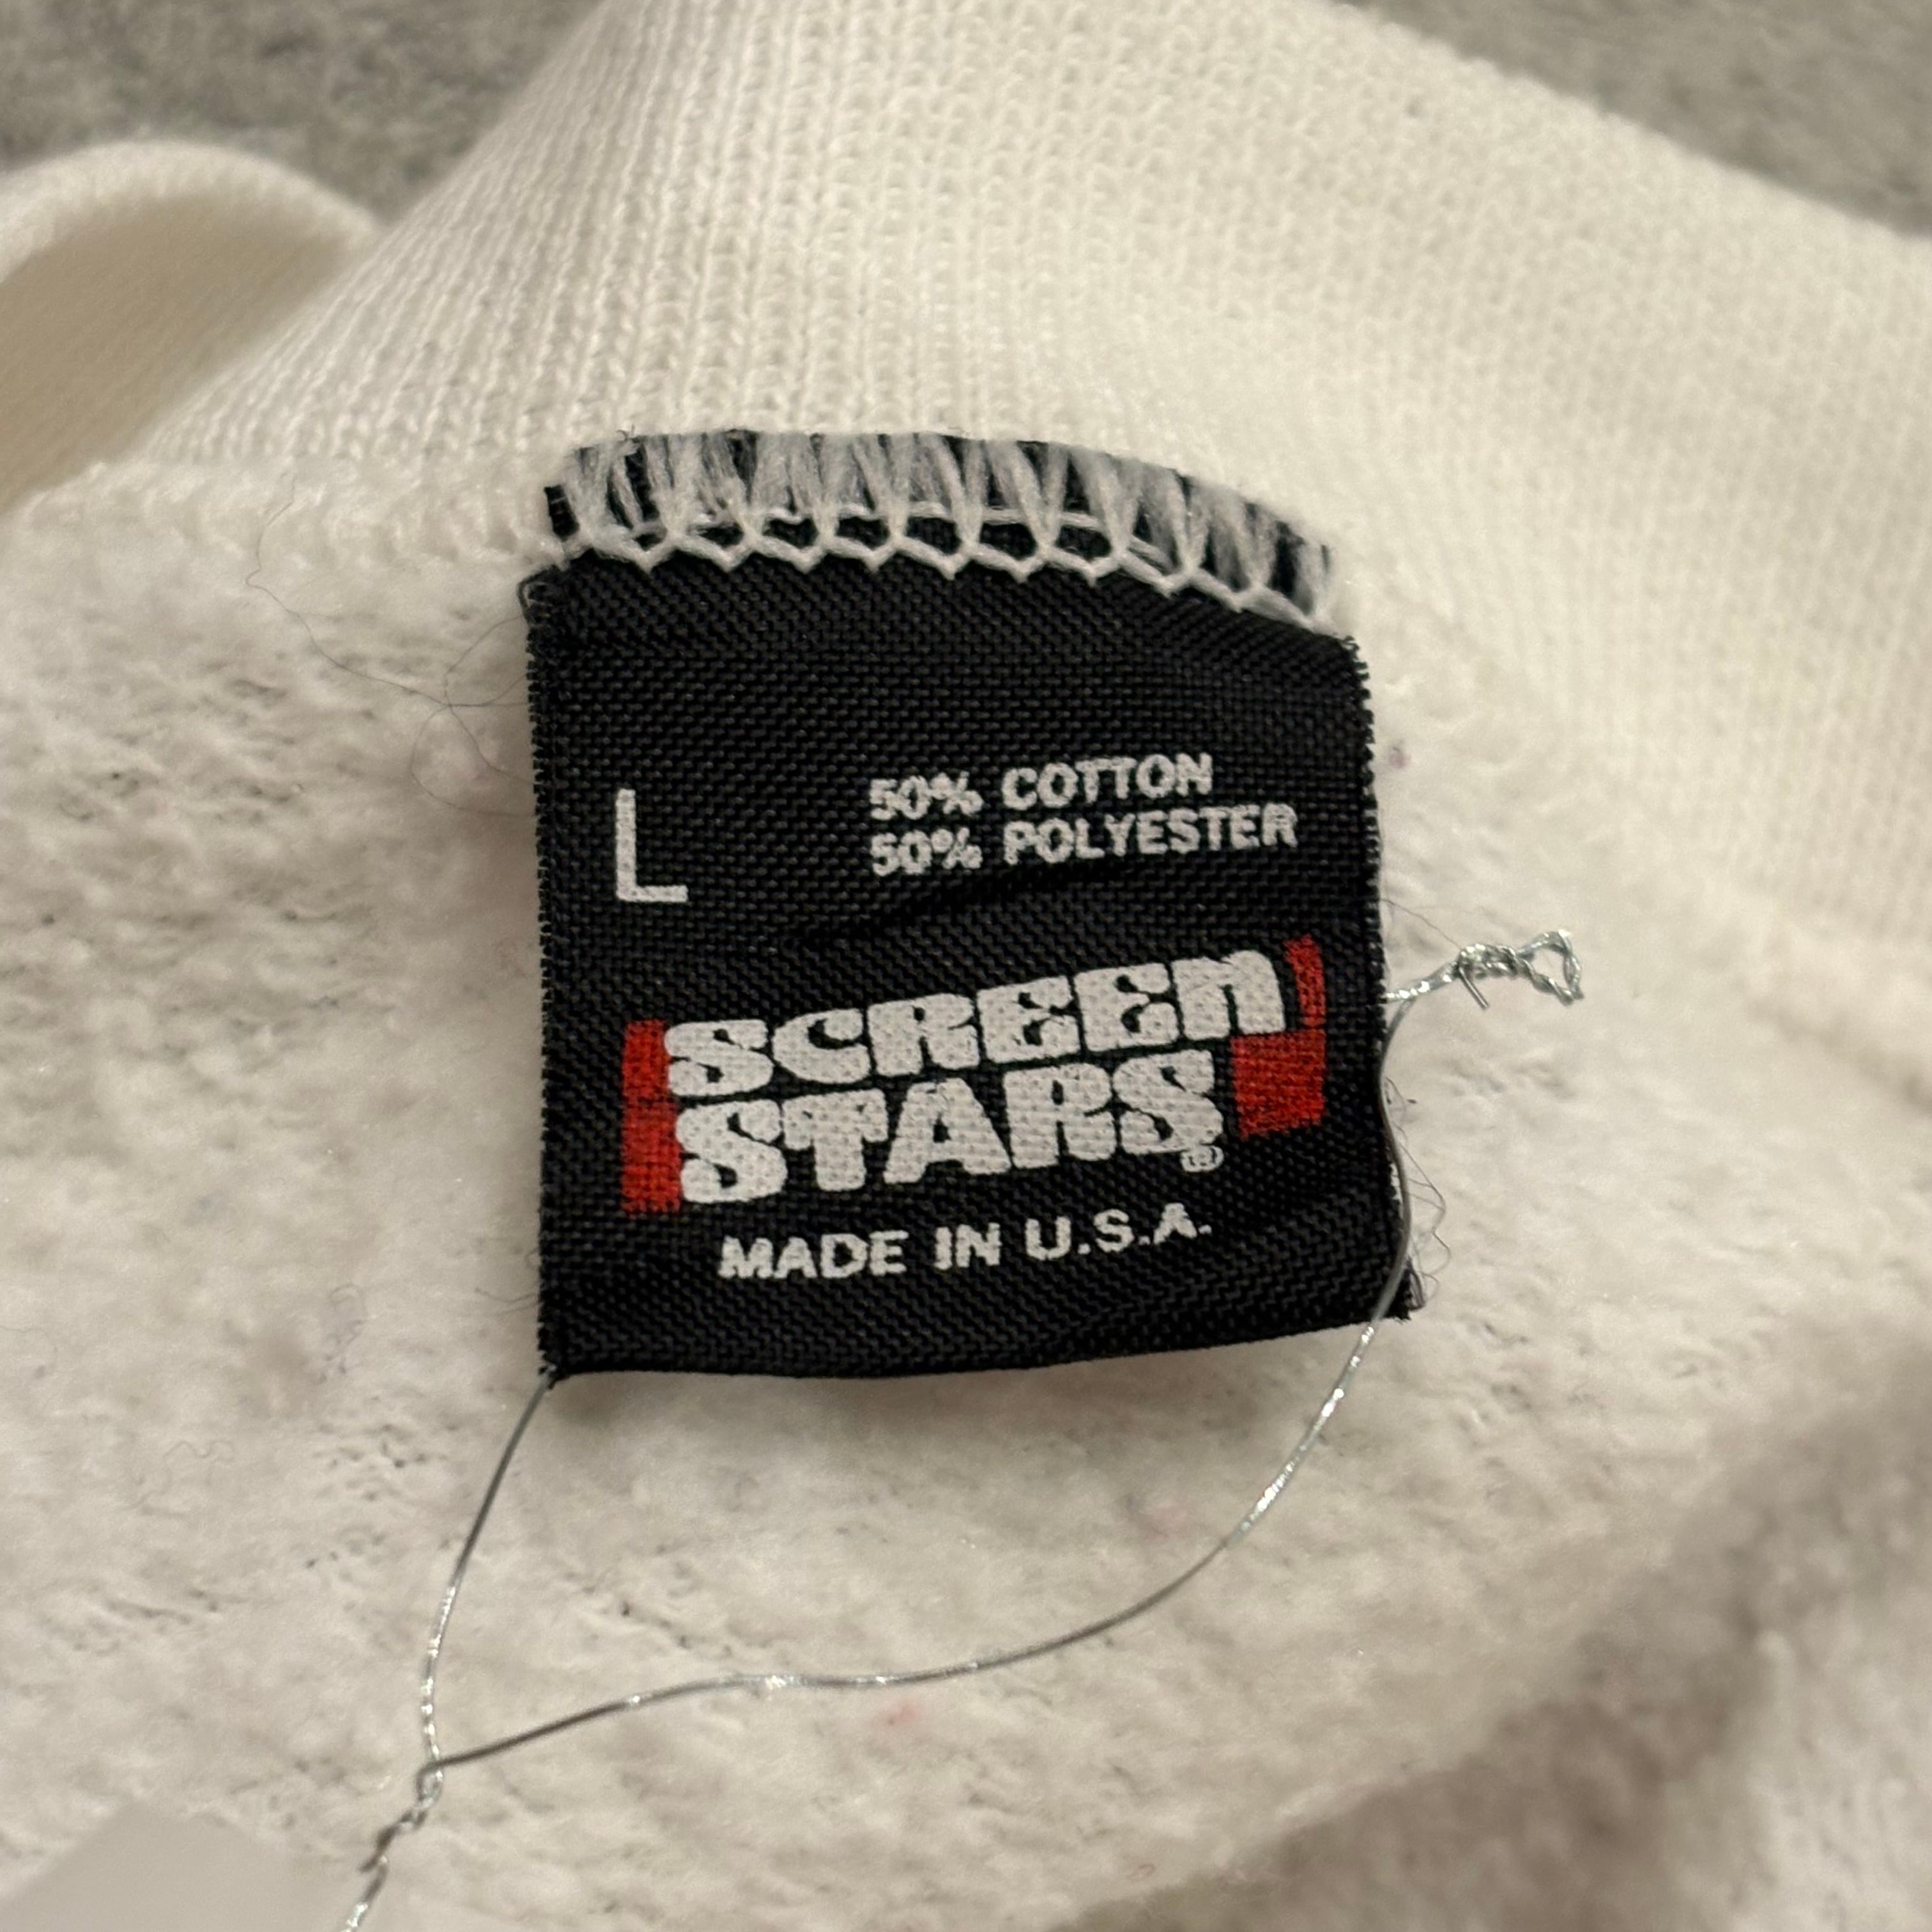 L
50% COTTON
50% POLYESTER
SCREEN
STARS®
MADE IN U.S.A.